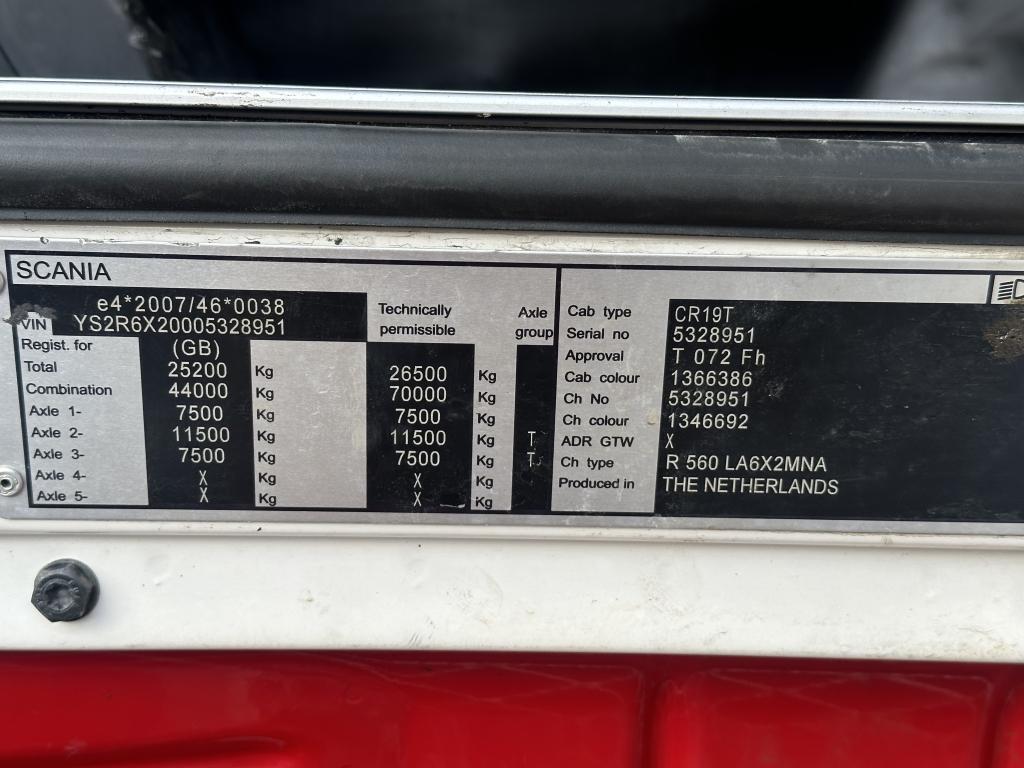 SCANIA
e4*2007/46*0038
VIN YS2R6X20005328951
Technically permissible
Axle group
Regist. for (GB)
Total 25200 Kg 26500 Kg
Combination 44000 Kg 70000 Kg
Axle 1- 7500 Kg 7500 Kg
Axle 2- 11500 Kg 11500 Kg T
Axle 3- 7500 Kg 7500 Kg T
Axle 4- X Kg X Kg
Axle 5- X Kg X Kg
Cab type CR19T
Serial no 5328951
Approval T 072 Fh
Cab colour 1366386
Ch No 5328951
Ch colour 1346692
ADR GTW X
Ch type R 560 LA6X2MNA
Produced in THE NETHERLANDS